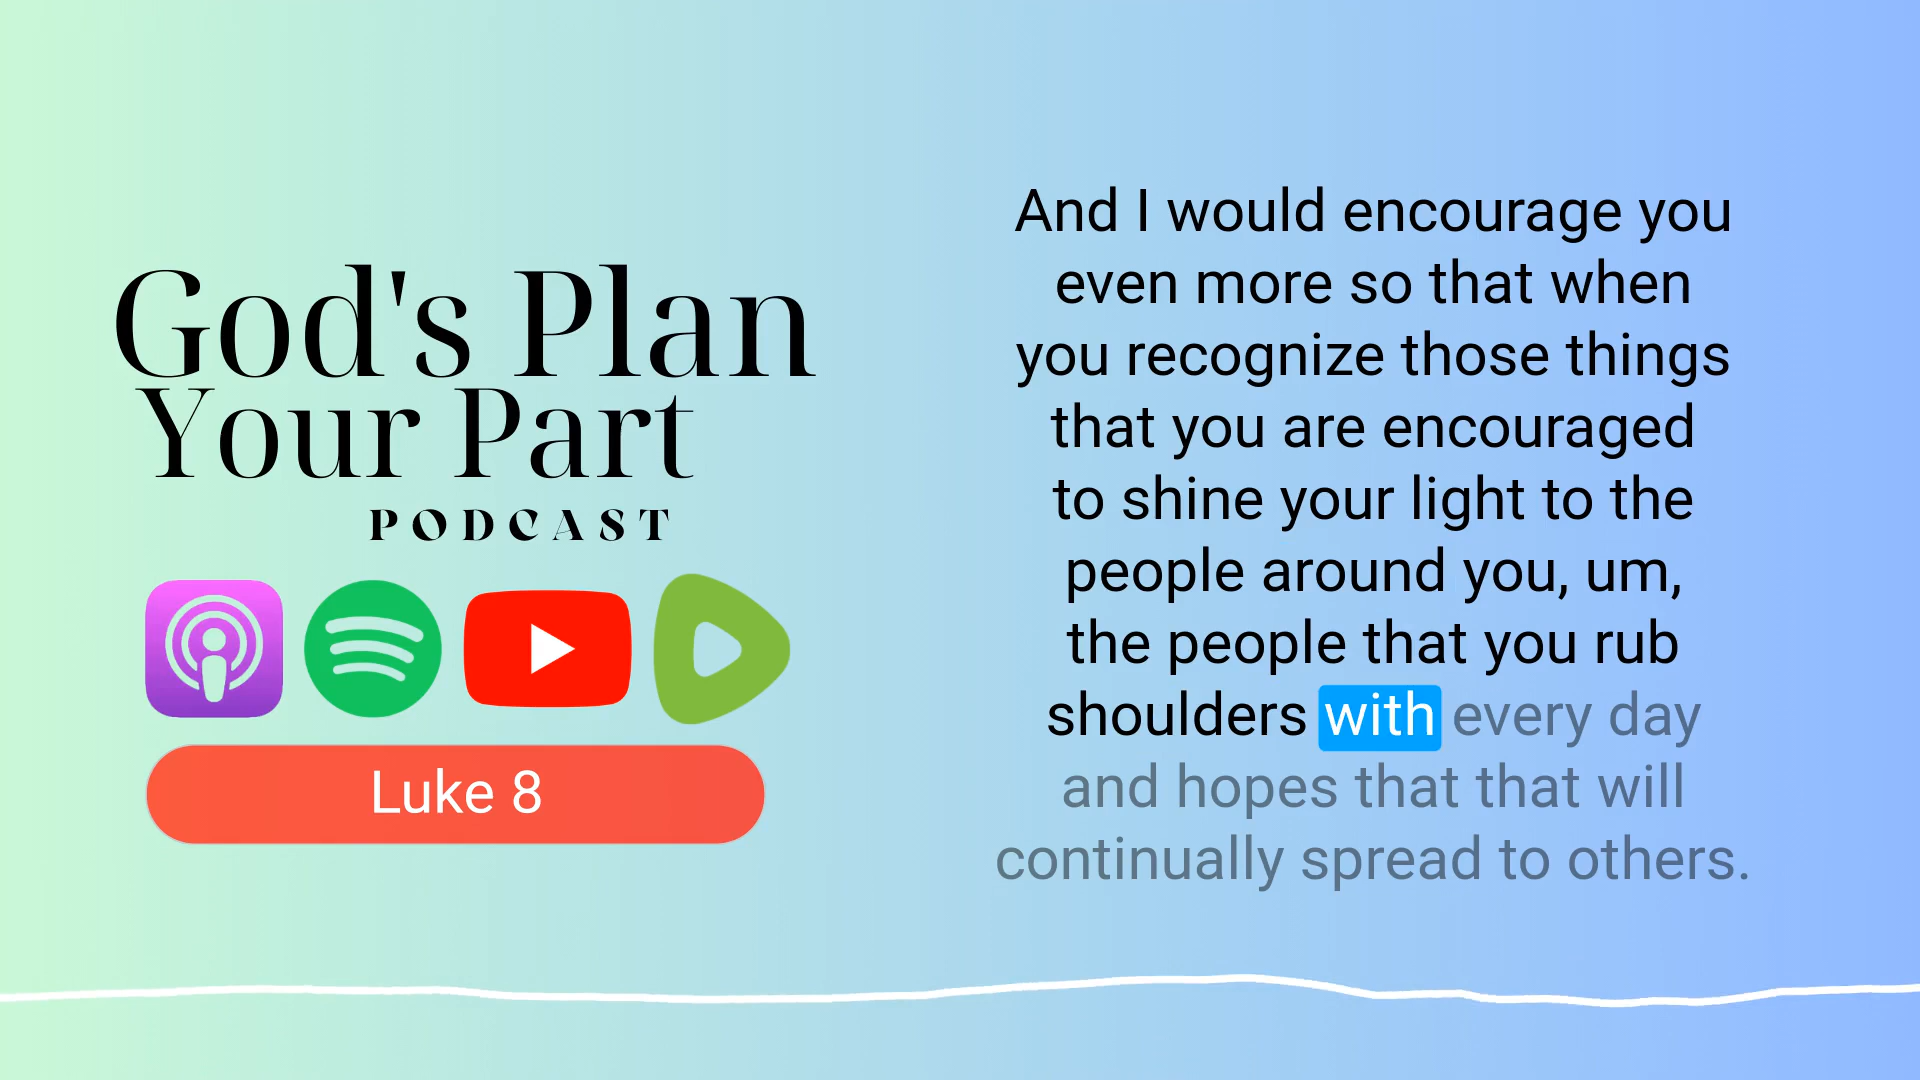 God's Plan
Your Part
PODCAST
Luke 8
And I would encourage you
even more so that when
you recognize those things
that you are encouraged
to shine your light to the
people around you, um,
the people that you rub
shoulders with every day
and hopes that that will
continually spread to others.